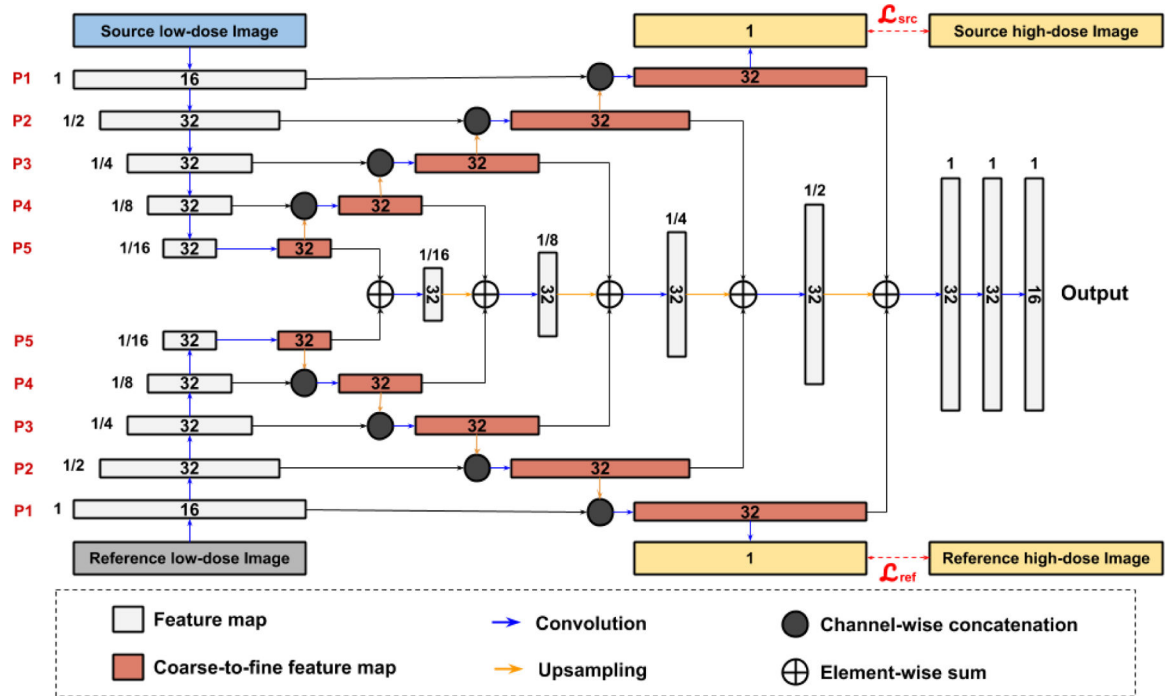 Source low-dose Image
1
ℒsrc
Source high-dose Image
P1 1 16 32
P2 1/2 32 32
P3 1/4 32 32
P4 1/8 32 32
P5 1/16 32 32
1/16 32
1/8 32
1/4 32
1/2 32
1 32
1 32
1 16
Output
P5 1/16 32 32
P4 1/8 32 32
P3 1/4 32 32
P2 1/2 32 32
P1 1 16 32
Reference low-dose Image
1
ℒref
Reference high-dose Image
Feature map
Convolution
Channel-wise concatenation
Coarse-to-fine feature map
Upsampling
Element-wise sum